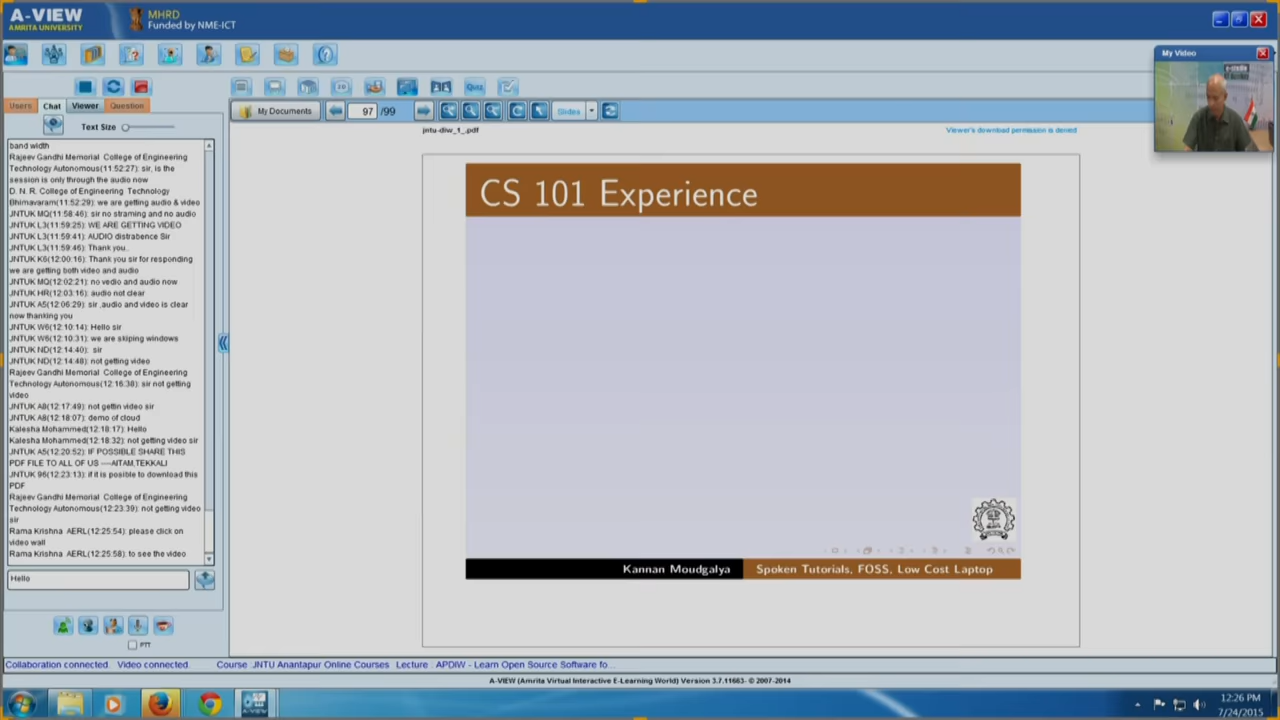 A-VIEW
AMRITA UNIVERSITY
MHRD
Funded by NME-ICT
My Video
Users Chat Viewer Question
Quiz
My Documents 97 /99 Slides
Text Size
jntu-diw_1_.pdf
Viewer's download permission is denied
band width
Rajeev Gandhi Memorial College of Engineering
Technology Autonomous(11:52:27): sir, is the
session is only through the audio now
D. N. R. College of Engineering Technology
Bhimavaram(11:52:29): we are getting audio & video
JNTUK MQ(11:58:46): sir no straming and no audio
JNTUK L3(11:59:25): WE ARE GETTING VIDEO
JNTUK L3(11:59:41): AUDIO distrabence Sir
JNTUK L3(11:59:46): Thank you..
JNTUK K6(12:00:16): Thank you sir for responding
we are getting both video and audio
JNTUK MQ(12:02:21): no vedio and audio now
JNTUK HR(12:03:16): audio not clear
JNTUK A5(12:06:29): sir ,audio and video is clear
now thanking you
JNTUK W6(12:10:14): Hello sir
JNTUK W6(12:10:31): we are skiping windows
JNTUK ND(12:14:40): sir
JNTUK ND(12:14:48): not getting video
Rajeev Gandhi Memorial College of Engineering
Technology Autonomous(12:16:38): sir not getting
video
JNTUK A8(12:17:49): not gettin video sir
JNTUK A8(12:18:07): demo of cloud
Kalesha Mohammed(12:18:17): Hello
Kalesha Mohammed(12:18:32): not getting video sir
JNTUK A5(12:20:52): IF POSSIBLE SHARE THIS
PDF FILE TO ALL OF US ----AITAM,TEKKALI
JNTUK 96(12:23:13): if it is posible to download this
PDF
Rajeev Gandhi Memorial College of Engineering
Technology Autonomous(12:23:39): not getting video
sir
Rama Krishna AERL(12:25:54): please click on
video wall
Rama Krishna AERL(12:25:58): to see the video
Hello
PTT
CS 101 Experience
Kannan Moudgalya Spoken Tutorials, FOSS, Low Cost Laptop
Collaboration connected Video connected Course : JNTU Anantapur Online Courses Lecture : APDIW - Learn Open Source Software fo...
A-VIEW (Amrita Virtual Interactive E-Learning World) Version 3.7.11663- © 2007-2014
12:26 PM
7/24/2015